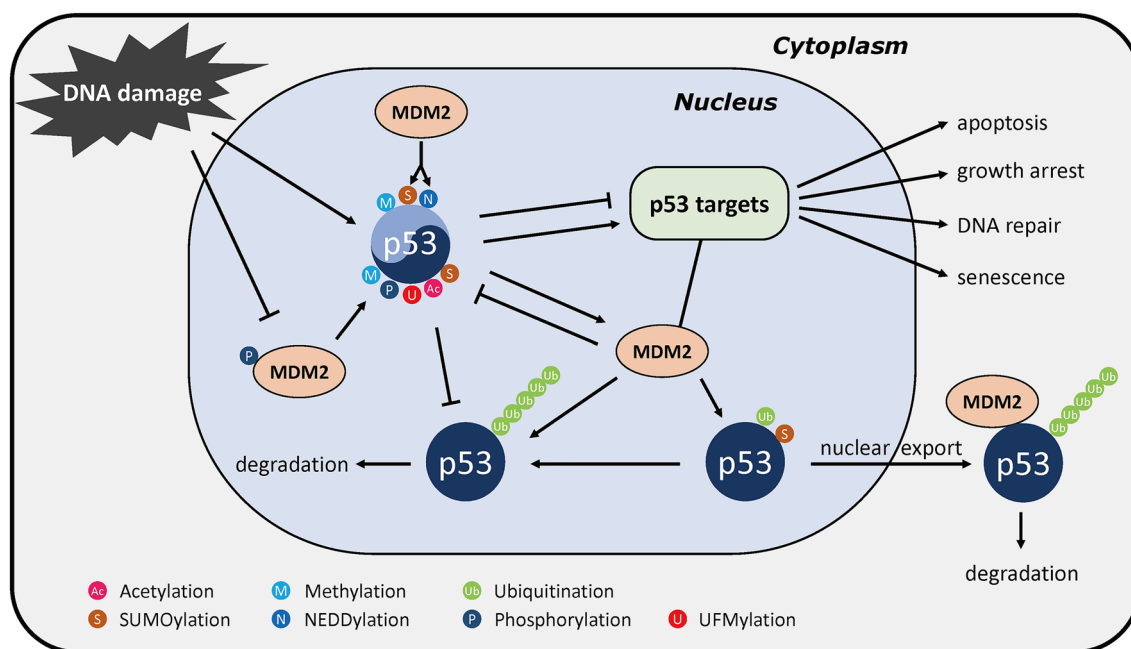 Cytoplasm
DNA damage
Nucleus
MDM2
apoptosis
growth arrest
DNA repair
senescence
p53 targets
M
S
N
p53
M
P
U
Ac
S
P
MDM2
MDM2
Ub
Ub
Ub
Ub
Ub
p53
degradation
Ub
S
p53
nuclear export
MDM2
Ub
Ub
Ub
Ub
Ub
p53
degradation
Ac Acetylation
M Methylation
Ub Ubiquitination
S SUMOylation
N NEDDylation
P Phosphorylation
U UFMylation